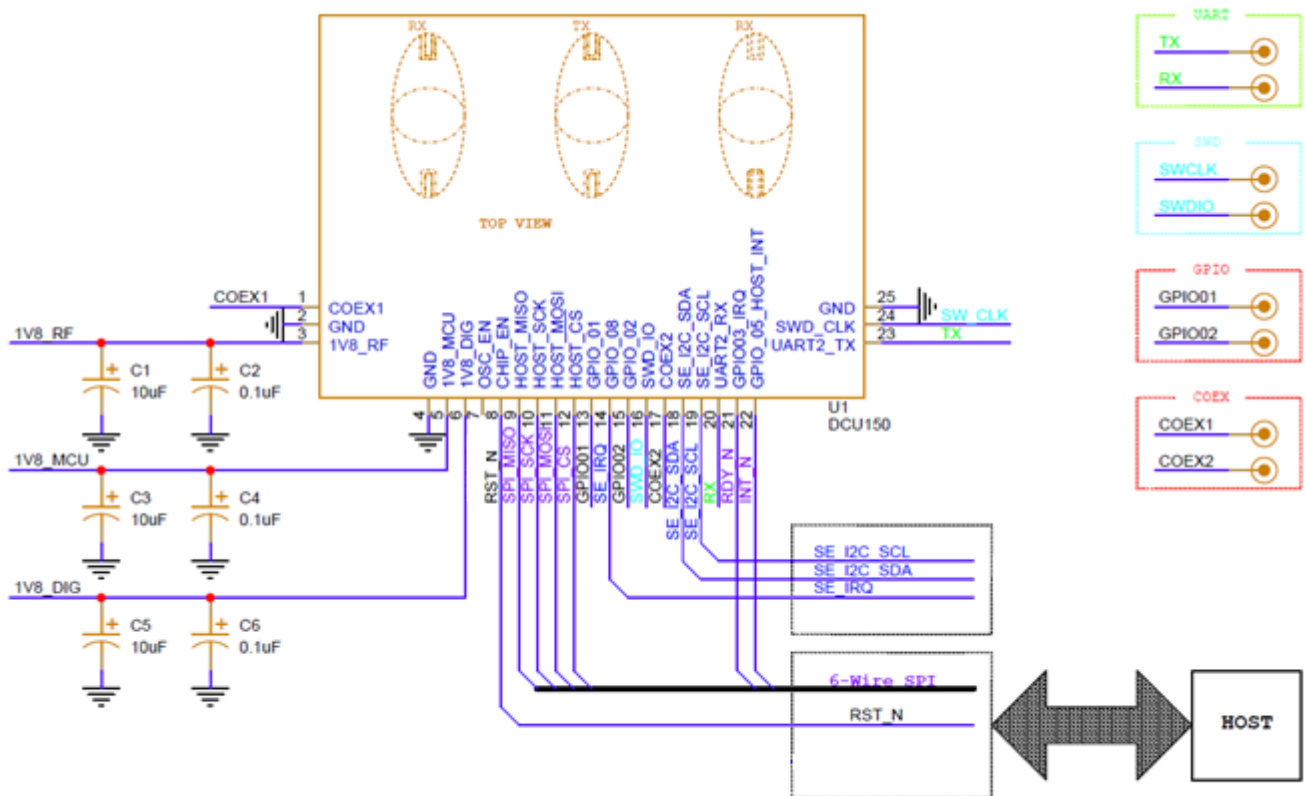 RX
TX
RX
TOP VIEW
COEX1
1
COEX1
2
GND
1V8_RF
3
1V8_RF
GND
1V8_MCU
1V8_DIG
OSC_EN
CHIP_EN
HOST_MISO
HOST_SCK
HOST_MOSI
HOST_CS
GPIO_01
GPIO_08
GPIO_02
SWD_IO
COEX2
SE_I2C_SDA
SE_I2C_SCL
UART2_RX
GPIO03_IRQ
GPIO_05_HOST_INT
GND
25
SWD_CLK
24
SW_CLK
UART2_TX
23
TX
U1
DCU150
4
5
6
7
8
9
10
11
12
13
14
15
16
17
18
19
20
21
22
RST_N
SPI_MISO
SPI_SCK
SPI_MOSI
SPI_CS
GPIO01
SE_IRQ
GPIO02
SWD_IO
COEX2
SE_I2C_SDA
SE_I2C_SCL
RX
RDY_N
INT_N
C1
10uF
+
C2
0.1uF
+
1V8_MCU
C3
10uF
+
C4
0.1uF
+
1V8_DIG
C5
10uF
+
C6
0.1uF
+
SE_I2C_SCL
SE_I2C_SDA
SE_IRQ
6-Wire SPI
RST_N
HOST
UART
TX
RX
SWD
SWCLK
SWDIO
GPIO
GPIO01
GPIO02
COEX
COEX1
COEX2